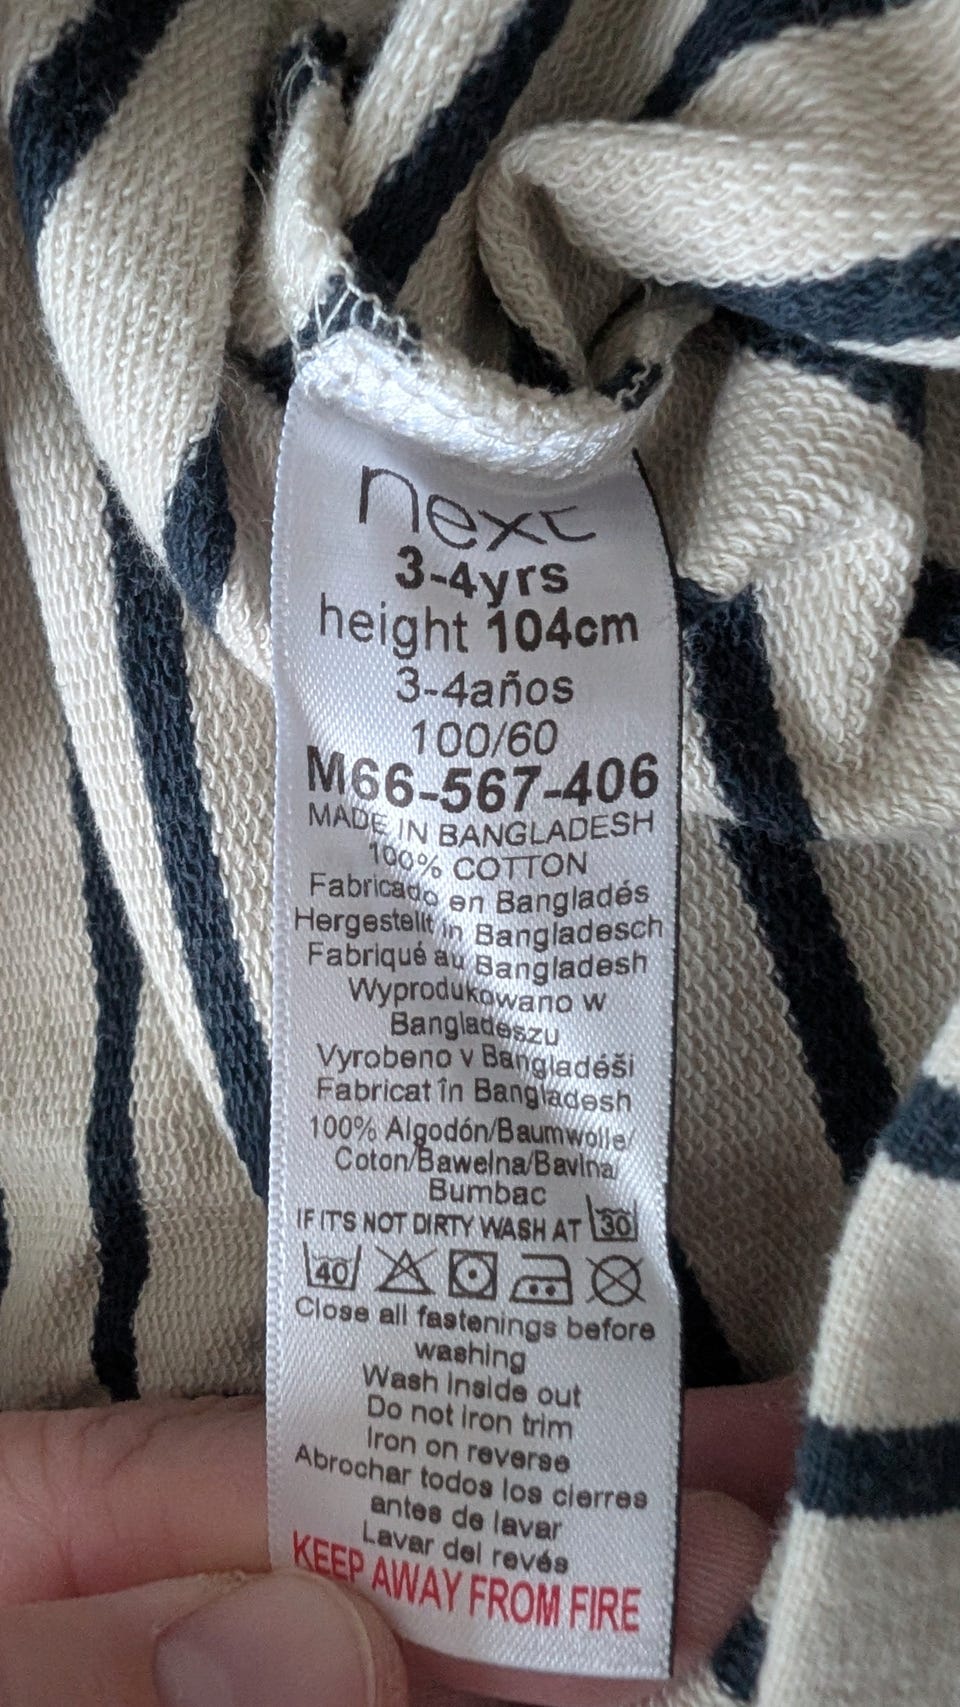 next
3-4yrs
height 104cm
3-4años
100/60
M66-567-406
MADE IN BANGLADESH
100% COTTON
Fabricado en Bangladés
Hergestellt in Bangladesch
Fabriqué au Bangladesh
Wyprodukowano w
Bangladeszu
Vyrobeno v Bangladéši
Fabricat în Bangladesh
100% Algodón/Baumwolle/
Coton/Bawełna/Bavlna/
Bumbac
IF IT'S NOT DIRTY WASH AT 30
40
Close all fastenings before
washing
Wash inside out
Do not iron trim
Iron on reverse
Abrochar todos los cierres
antes de lavar
Lavar del revés
KEEP AWAY FROM FIRE